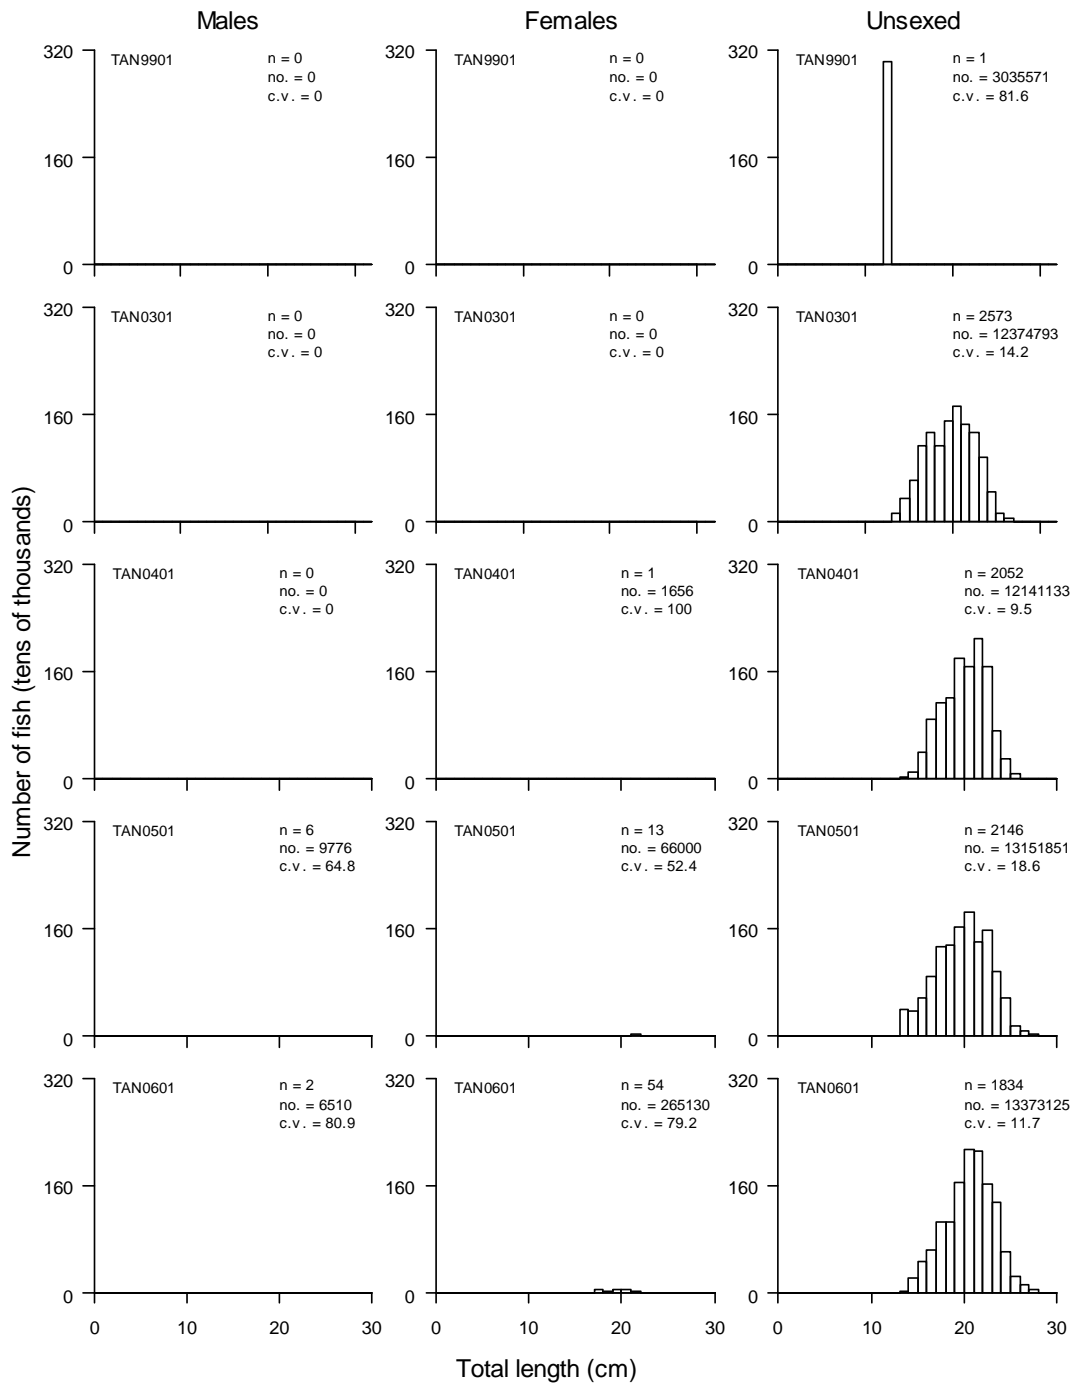 Males Females Unsexed
320 TAN9901 n = 0 TAN9901 n = 0 320 TAN9901 n = 1
no. = 0 no. = 0 no. = 3035571
c.v. = 0 c.v. = 0 c.v. = 81.6
160 160 160
0 0 0
320 TAN0301 n = 0 320 TAN0301 n = 0 320 TAN0301 n = 2573
no. = 0 no. = 0 no. = 12374793
c.v. = 0 c.v. = 0 c.v. = 14.2
160 160 160
0 0 0
320 TAN0401 n = 0 320 TAN0401 n = 1 320 TAN0401 n = 2052
no. = 0 no. = 1656 no. = 12141133
c.v. = 0 c.v. = 100 c.v. = 9.5
160 160 160
0 0 0
320 TAN0501 n = 6 320 TAN0501 n = 13 320 TAN0501 n = 2146
no. = 9776 no. = 66000 no. = 13151851
c.v. = 64.8 c.v. = 52.4 c.v. = 18.6
160 160 160
0 0 0
320 TAN0601 n = 2 320 TAN0601 n = 54 320 TAN0601 n = 1834
no. = 6510 no. = 265130 no. = 13373125
c.v. = 80.9 c.v. = 79.2 c.v. = 11.7
160 160 160
0 0 0
0 10 20 30 0 10 20 30 0 10 20 30
Number of fish (tens of thousands)
Total length (cm)